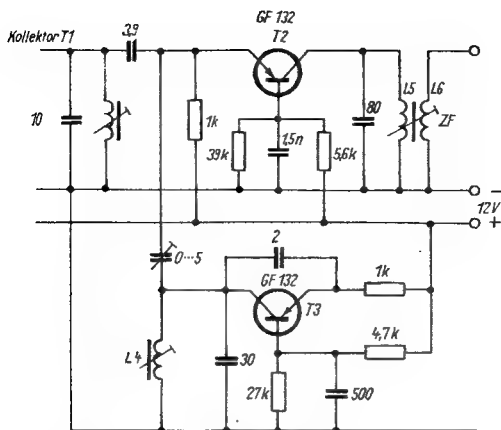 Kollektor T1
3,9
GF 132
T2
10
1k
39k
1,5n
5,6k
80
L5
L6
ZF
–
12V
+
0···5
2
GF 132
T3
1k
L4
30
4,7k
27k
500